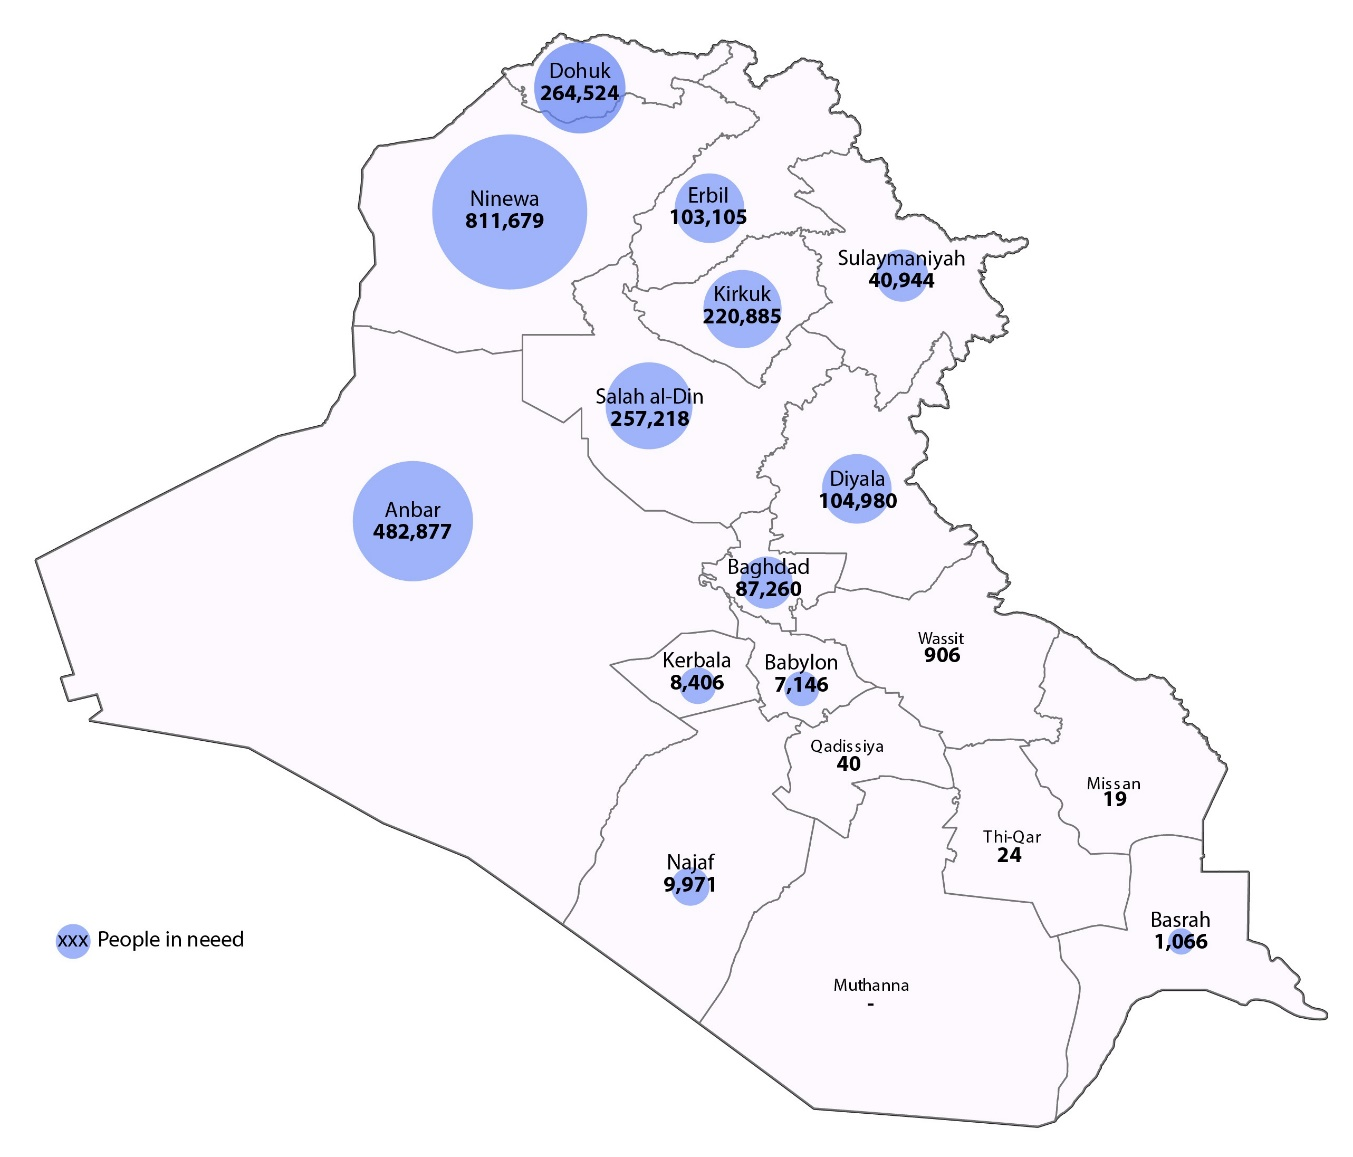 Dohuk
264,524
Ninewa
811,679
Erbil
103,105
Sulaymaniyah
40,944
Kirkuk
220,885
Salah al-Din
257,218
Diyala
104,980
Anbar
482,877
Baghdad
87,260
Wassit
906
Kerbala
8,406
Babylon
7,146
Qadissiya
40
Missan
19
Thi-Qar
24
Najaf
9,971
Basrah
1,066
xxx People in neeed
Muthanna
-